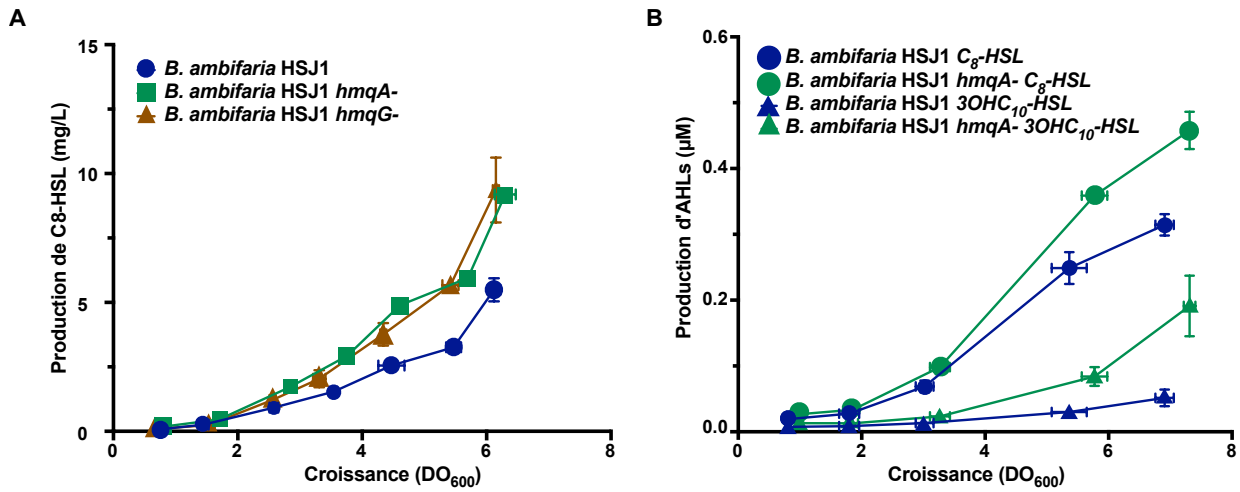 A
B
Production de C8-HSL (mg/L)
15
10
5
0
B. ambifaria HSJ1
B. ambifaria HSJ1 hmqA-
B. ambifaria HSJ1 hmqG-
0 2 4 6 8
Croissance (DO600)
Production d'AHLs (µM)
0.6
0.4
0.2
0.0
B. ambifaria HSJ1 C8-HSL
B. ambifaria HSJ1 hmqA- C8-HSL
B. ambifaria HSJ1 3OHC10-HSL
B. ambifaria HSJ1 hmqA- 3OHC10-HSL
0 2 4 6 8
Croissance (DO600)